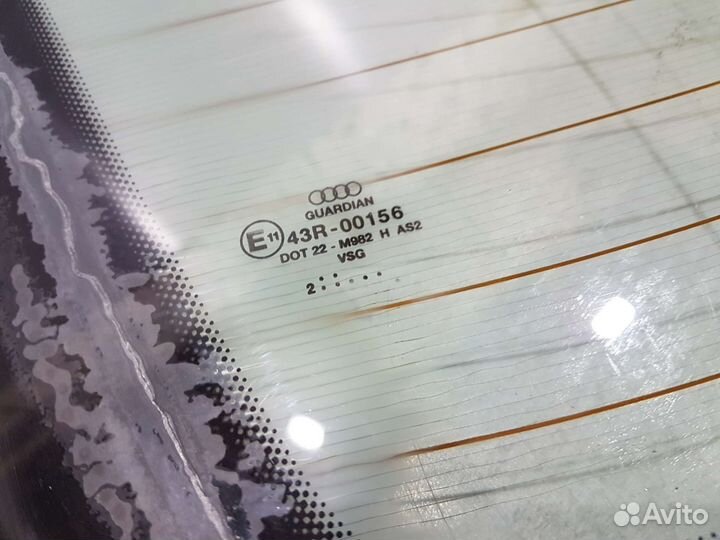 GUARDIAN
E11 43R-00156
DOT 22 - M982 H AS2
VSG
2
Avito